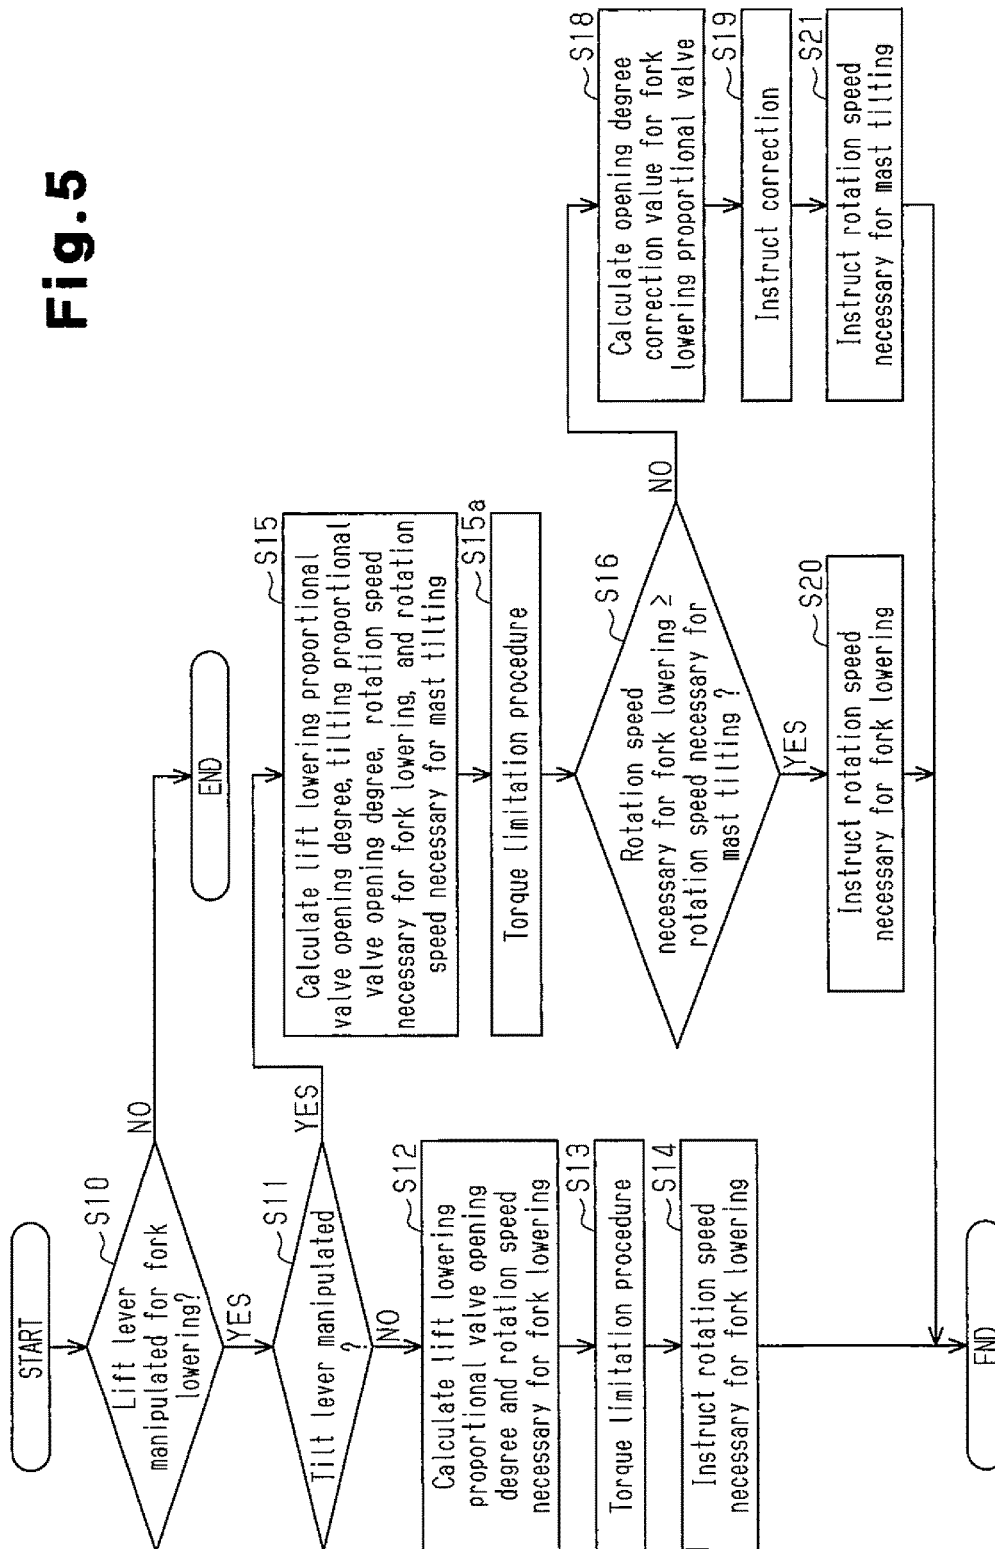 Fig.5
START
S10
Lift lever
manipulated for fork
lowering?
NO
YES
END
S11
Tilt lever manipulated
?
YES
NO
S12
Calculate lift lowering
proportional valve opening
degree and rotation speed
necessary for fork lowering
S13
Torque limitation procedure
S14
Instruct rotation speed
necessary for fork lowering
S15
Calculate lift lowering proportional
valve opening degree, tilting proportional
valve opening degree, rotation speed
necessary for fork lowering, and rotation
speed necessary for mast tilting
S15a
Torque limitation procedure
S16
Rotation speed
necessary for fork lowering ≥
rotation speed necessary for
mast tilting ?
NO
YES
S20
Instruct rotation speed
necessary for fork lowering
S18
Calculate opening degree
correction value for fork
lowering proportional valve
S19
Instruct correction
S21
Instruct rotation speed
necessary for mast tilting
END